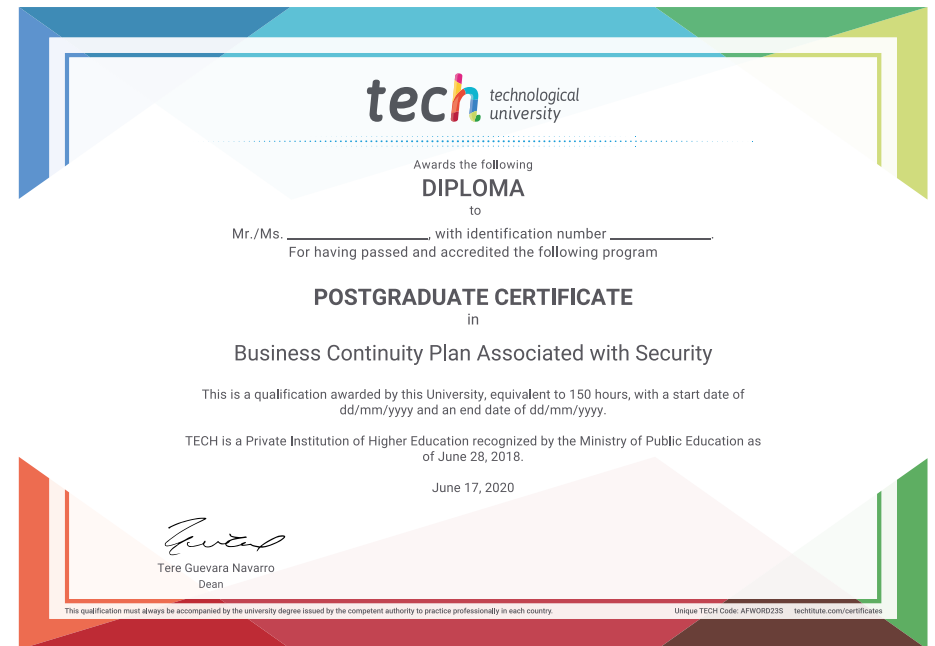 tech technological
university
Awards the following
DIPLOMA
to
Mr./Ms. ____________, with identification number ____________.
For having passed and accredited the following program
POSTGRADUATE CERTIFICATE
in
Business Continuity Plan Associated with Security
This is a qualification awarded by this University, equivalent to 150 hours, with a start date of
dd/mm/yyyy and an end date of dd/mm/yyyy.
TECH is a Private Institution of Higher Education recognized by the Ministry of Public Education as
of June 28, 2018.
June 17, 2020
Tere Guevara Navarro
Dean
This qualification must always be accompanied by the university degree issued by the competent authority to practice professionally in each country.
Unique TECH Code: AFWORD23S techtitute.com/certificates